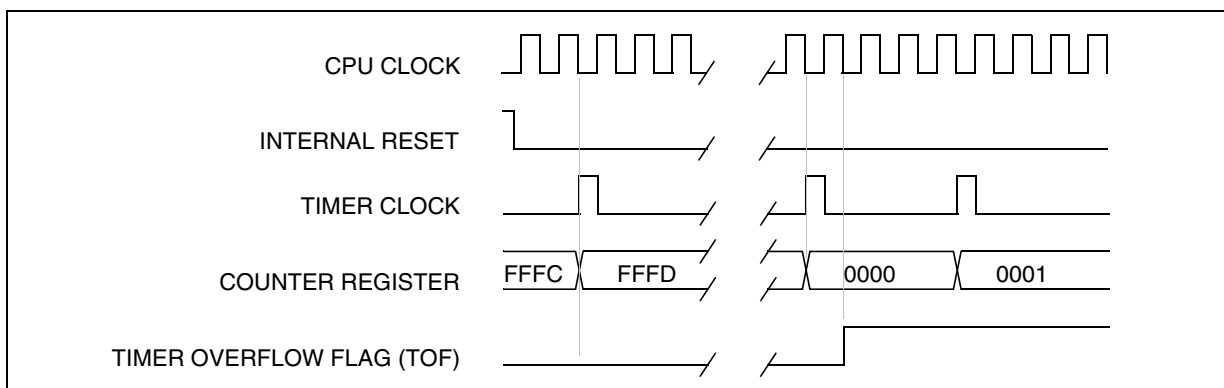 CPU CLOCK
INTERNAL RESET
TIMER CLOCK
COUNTER REGISTER
FFFC
FFFD
0000
0001
TIMER OVERFLOW FLAG (TOF)